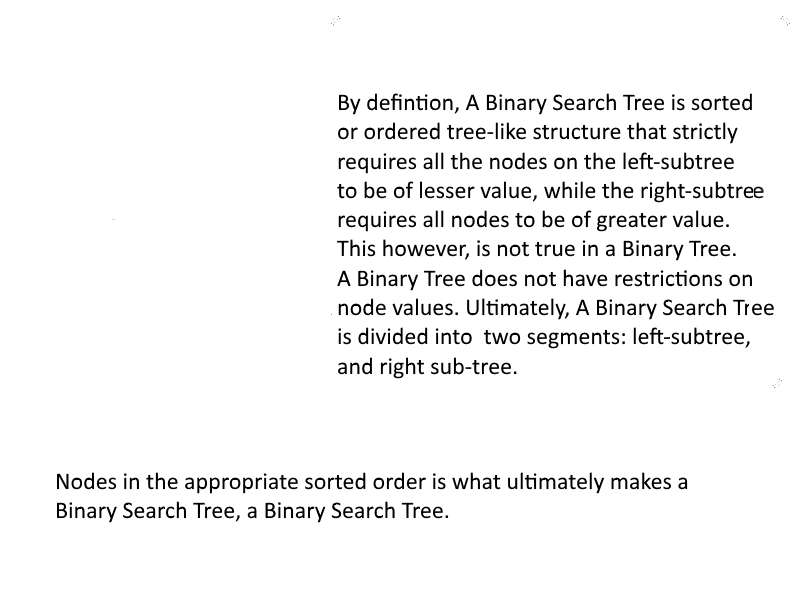 By defintion, A Binary Search Tree is sorted
or ordered tree-like structure that strictly
requires all the nodes on the left-subtree
to be of lesser value, while the right-subtree
requires all nodes to be of greater value.
This however, is not true in a Binary Tree.
A Binary Tree does not have restrictions on
node values. Ultimately, A Binary Search Tree
is divided into  two segments: left-subtree,
and right sub-tree.
Nodes in the appropriate sorted order is what ultimately makes a
Binary Search Tree, a Binary Search Tree.